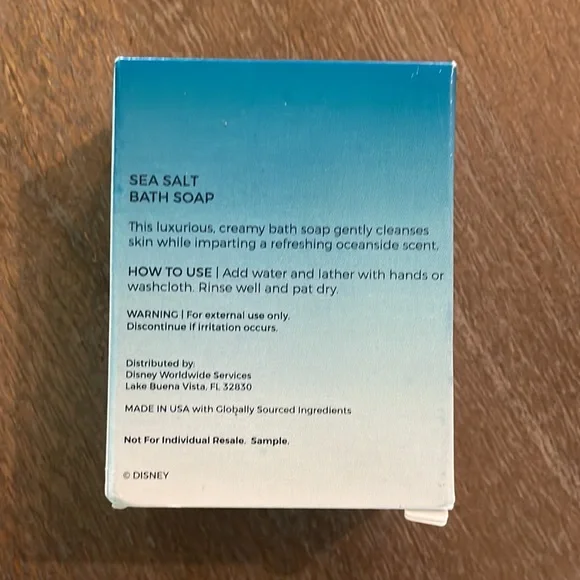 SEA SALT
BATH SOAP
This luxurious, creamy bath soap gently cleanses
skin while imparting a refreshing oceanside scent.
HOW TO USE | Add water and lather with hands or
washcloth. Rinse well and pat dry.
WARNING | For external use only.
Discontinue if irritation occurs.
Distributed by:
Disney Worldwide Services
Lake Buena Vista, FL 32830
MADE IN USA with Globally Sourced Ingredients
Not For Individual Resale. Sample.
© DISNEY